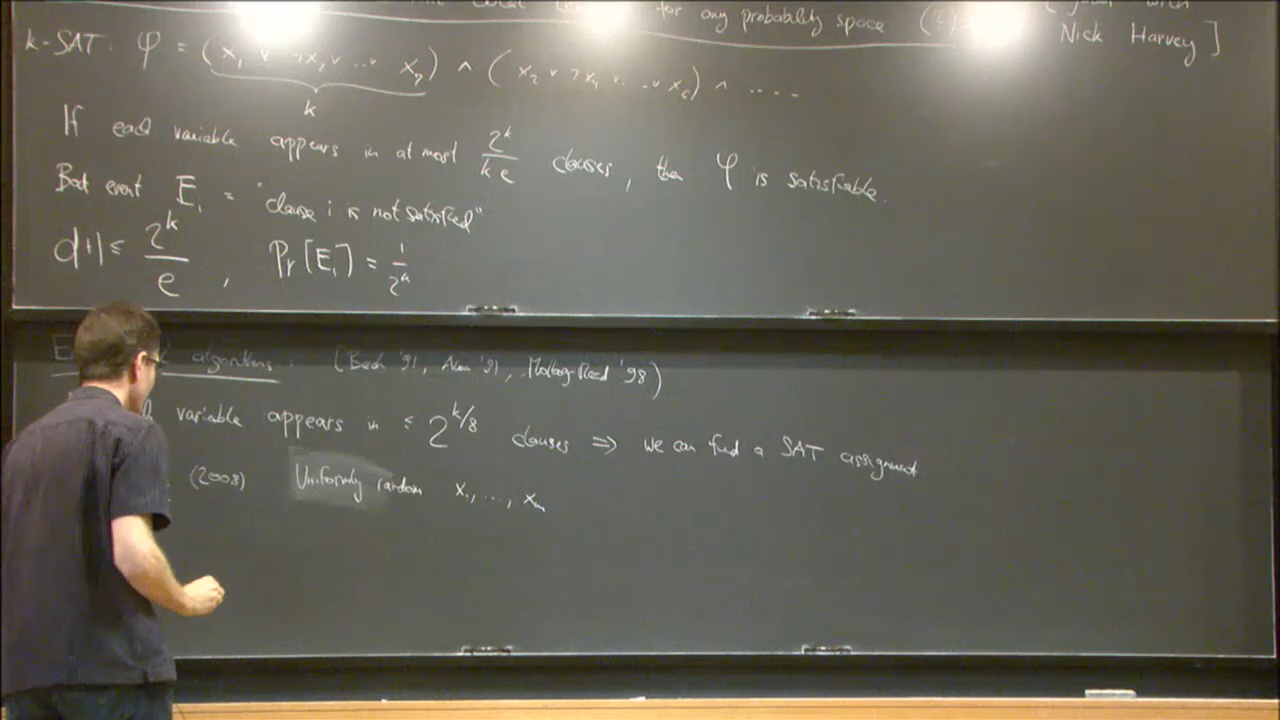 for any probability space
Nick Harvey ]
k-SAT: φ = (x₁ ∨ ¬x₃ ∨ ... ∨ x₇) ∧ (x₂ ∨ ¬x₄ ∨ ... ∨ x₆) ∧ ....
k
If each variable appears in at most 2^k / ke clauses, then φ is satisfiable.
Bad event E_i = "clause i is not satisfied"
d+1 ≤ 2^k / e , Pr[E_i] = 1/2^k
algorithms: (Beck '91, Alon '91, Molloy-Reed '98)
variable appears in ≤ 2^{k/8} clauses ⇒ we can find a SAT assignment
(2008) Uniformly random x₁, ..., x_m